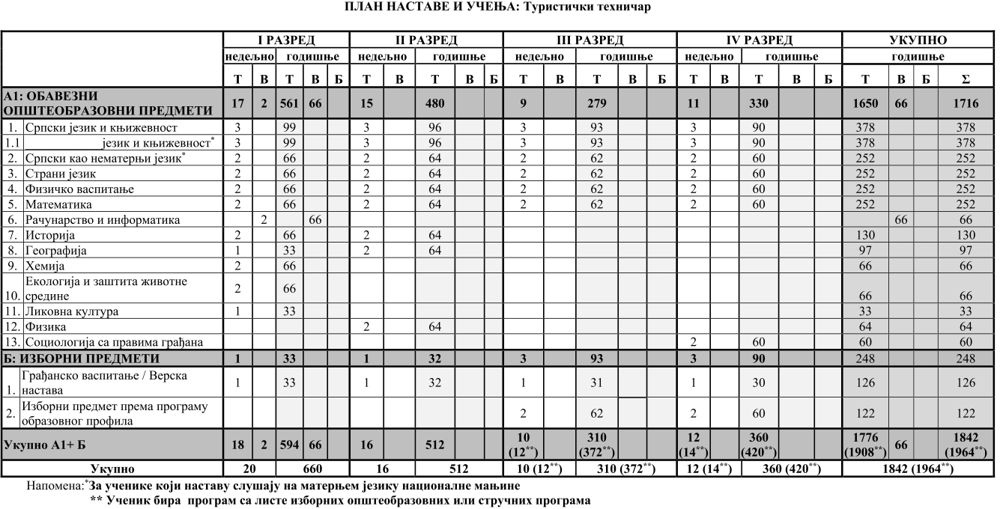 ПЛАН НАСТАВЕ И УЧЕЊА: Туристички техничар
I РАЗРЕД II РАЗРЕД III РАЗРЕД IV РАЗРЕД УКУПНО
недељно годишње недељно годишње недељно годишње недељно годишње годишње
Т В Т В Б Т В Т В Б Т В Т В Б Т В Т В Б Т В Б Σ
А1: ОБАВЕЗНИ
ОПШТЕОБРАЗОВНИ ПРЕДМЕТИ 17 2 561 66 15 480 9 279 11 330 1650 66 1716
1. Српски језик и књижевност 3 99 3 96 3 93 3 90 378 378
1.1 _____________језик и књижевност* 3 99 3 96 3 93 3 90 378 378
2. Српски као нематерњи језик* 2 66 2 64 2 62 2 60 252 252
3. Страни језик 2 66 2 64 2 62 2 60 252 252
4. Физичко васпитање 2 66 2 64 2 62 2 60 252 252
5. Математика 2 66 2 64 2 62 2 60 252 252
6. Рачунарство и информатика 2 66 66 66
7. Историја 2 66 2 64 130 130
8. Географија 1 33 2 64 97 97
9. Хемија 2 66 66 66
10. Екологија и заштита животне
средине 2 66 66 66
11. Ликовна култура 1 33 33 33
12. Физика 2 64 64 64
13. Социологија са правима грађана 2 60 60 60
Б: ИЗБОРНИ ПРЕДМЕТИ 1 33 1 32 3 93 3 90 248 248
1. Грађанско васпитање / Верска
настава 1 33 1 32 1 31 1 30 126 126
2. Изборни предмет према програму
образовног профила 2 62 2 60 122 122
Укупно А1+ Б 18 2 594 66 16 512 10 (12**) 310 (372**) 12 (14**) 360 (420**) 1776 (1908**) 66 1842 (1964**)
Укупно 20 660 16 512 10 (12**) 310 (372**) 12 (14**) 360 (420**) 1842 (1964**)
Напомена:*За ученике који наставу слушају на матерњем језику националне мањине
** Ученик бира програм са листе изборних општеобразовних или стручних програма